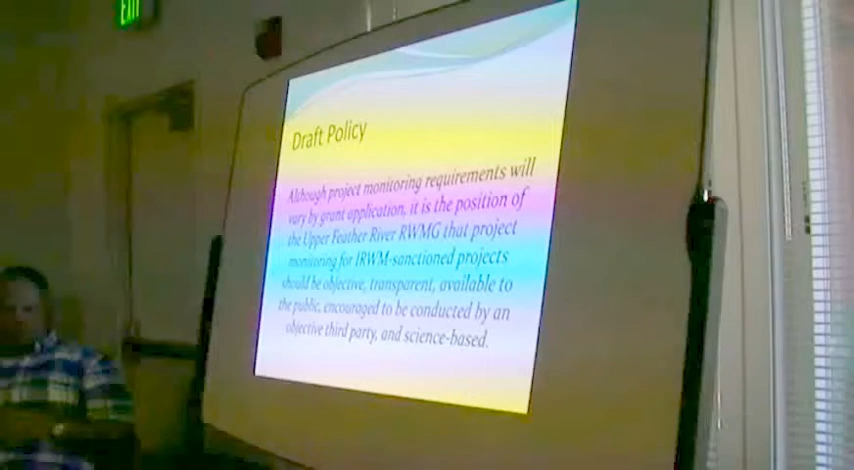 EXIT
Draft Policy
Although project monitoring requirements will
vary by grant application, it is the position of
the Upper Feather River RWMG that project
monitoring for IRWM-sanctioned projects
should be objective, transparent, available to
the public, encouraged to be conducted by an
objective third party, and science-based.